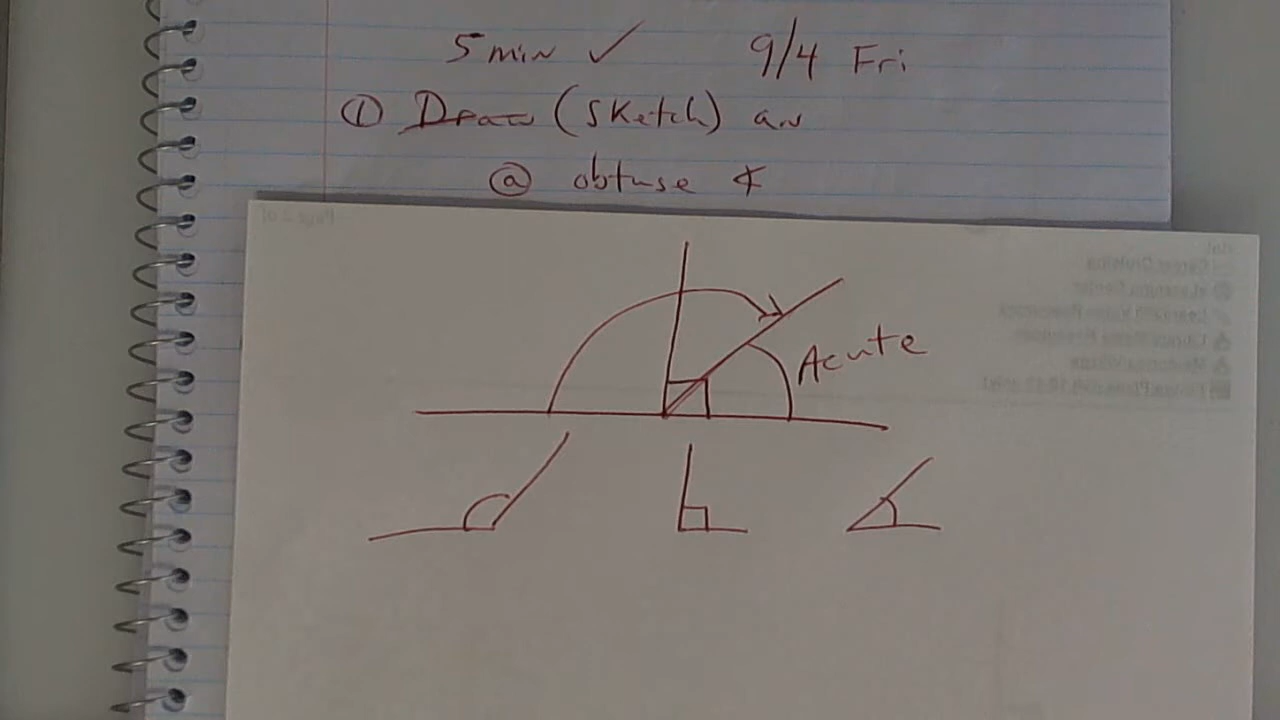 5 min ✓ 9/4 Fri
① Draw (Sketch) an
ⓐ obtuse ∢
Acute